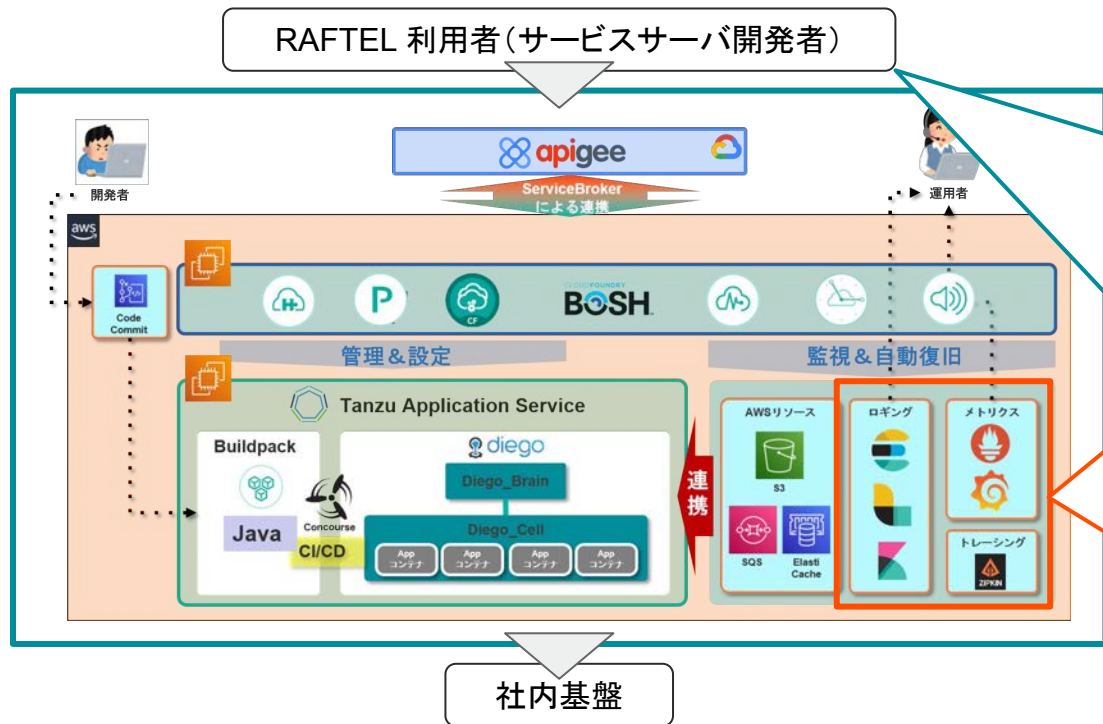 RAFTEL 利用者（サービスサーバ開発者）
開発者
apigee
運用者
ServiceBroker
による連携
aws
Code
Commit
H
P
CF
CLOUD FOUNDRY
BOSH
管理＆設定
監視＆自動復旧
Tanzu Application Service
Buildpack
Java
Concourse
CI/CD
diego
Diego_Brain
Diego_Cell
App
コンテナ
App
コンテナ
App
コンテナ
App
コンテナ
連携
AWSリソース
S3
SQS
Elasti
Cache
ロギング
メトリクス
トレーシング
ZIPKIN
社内基盤